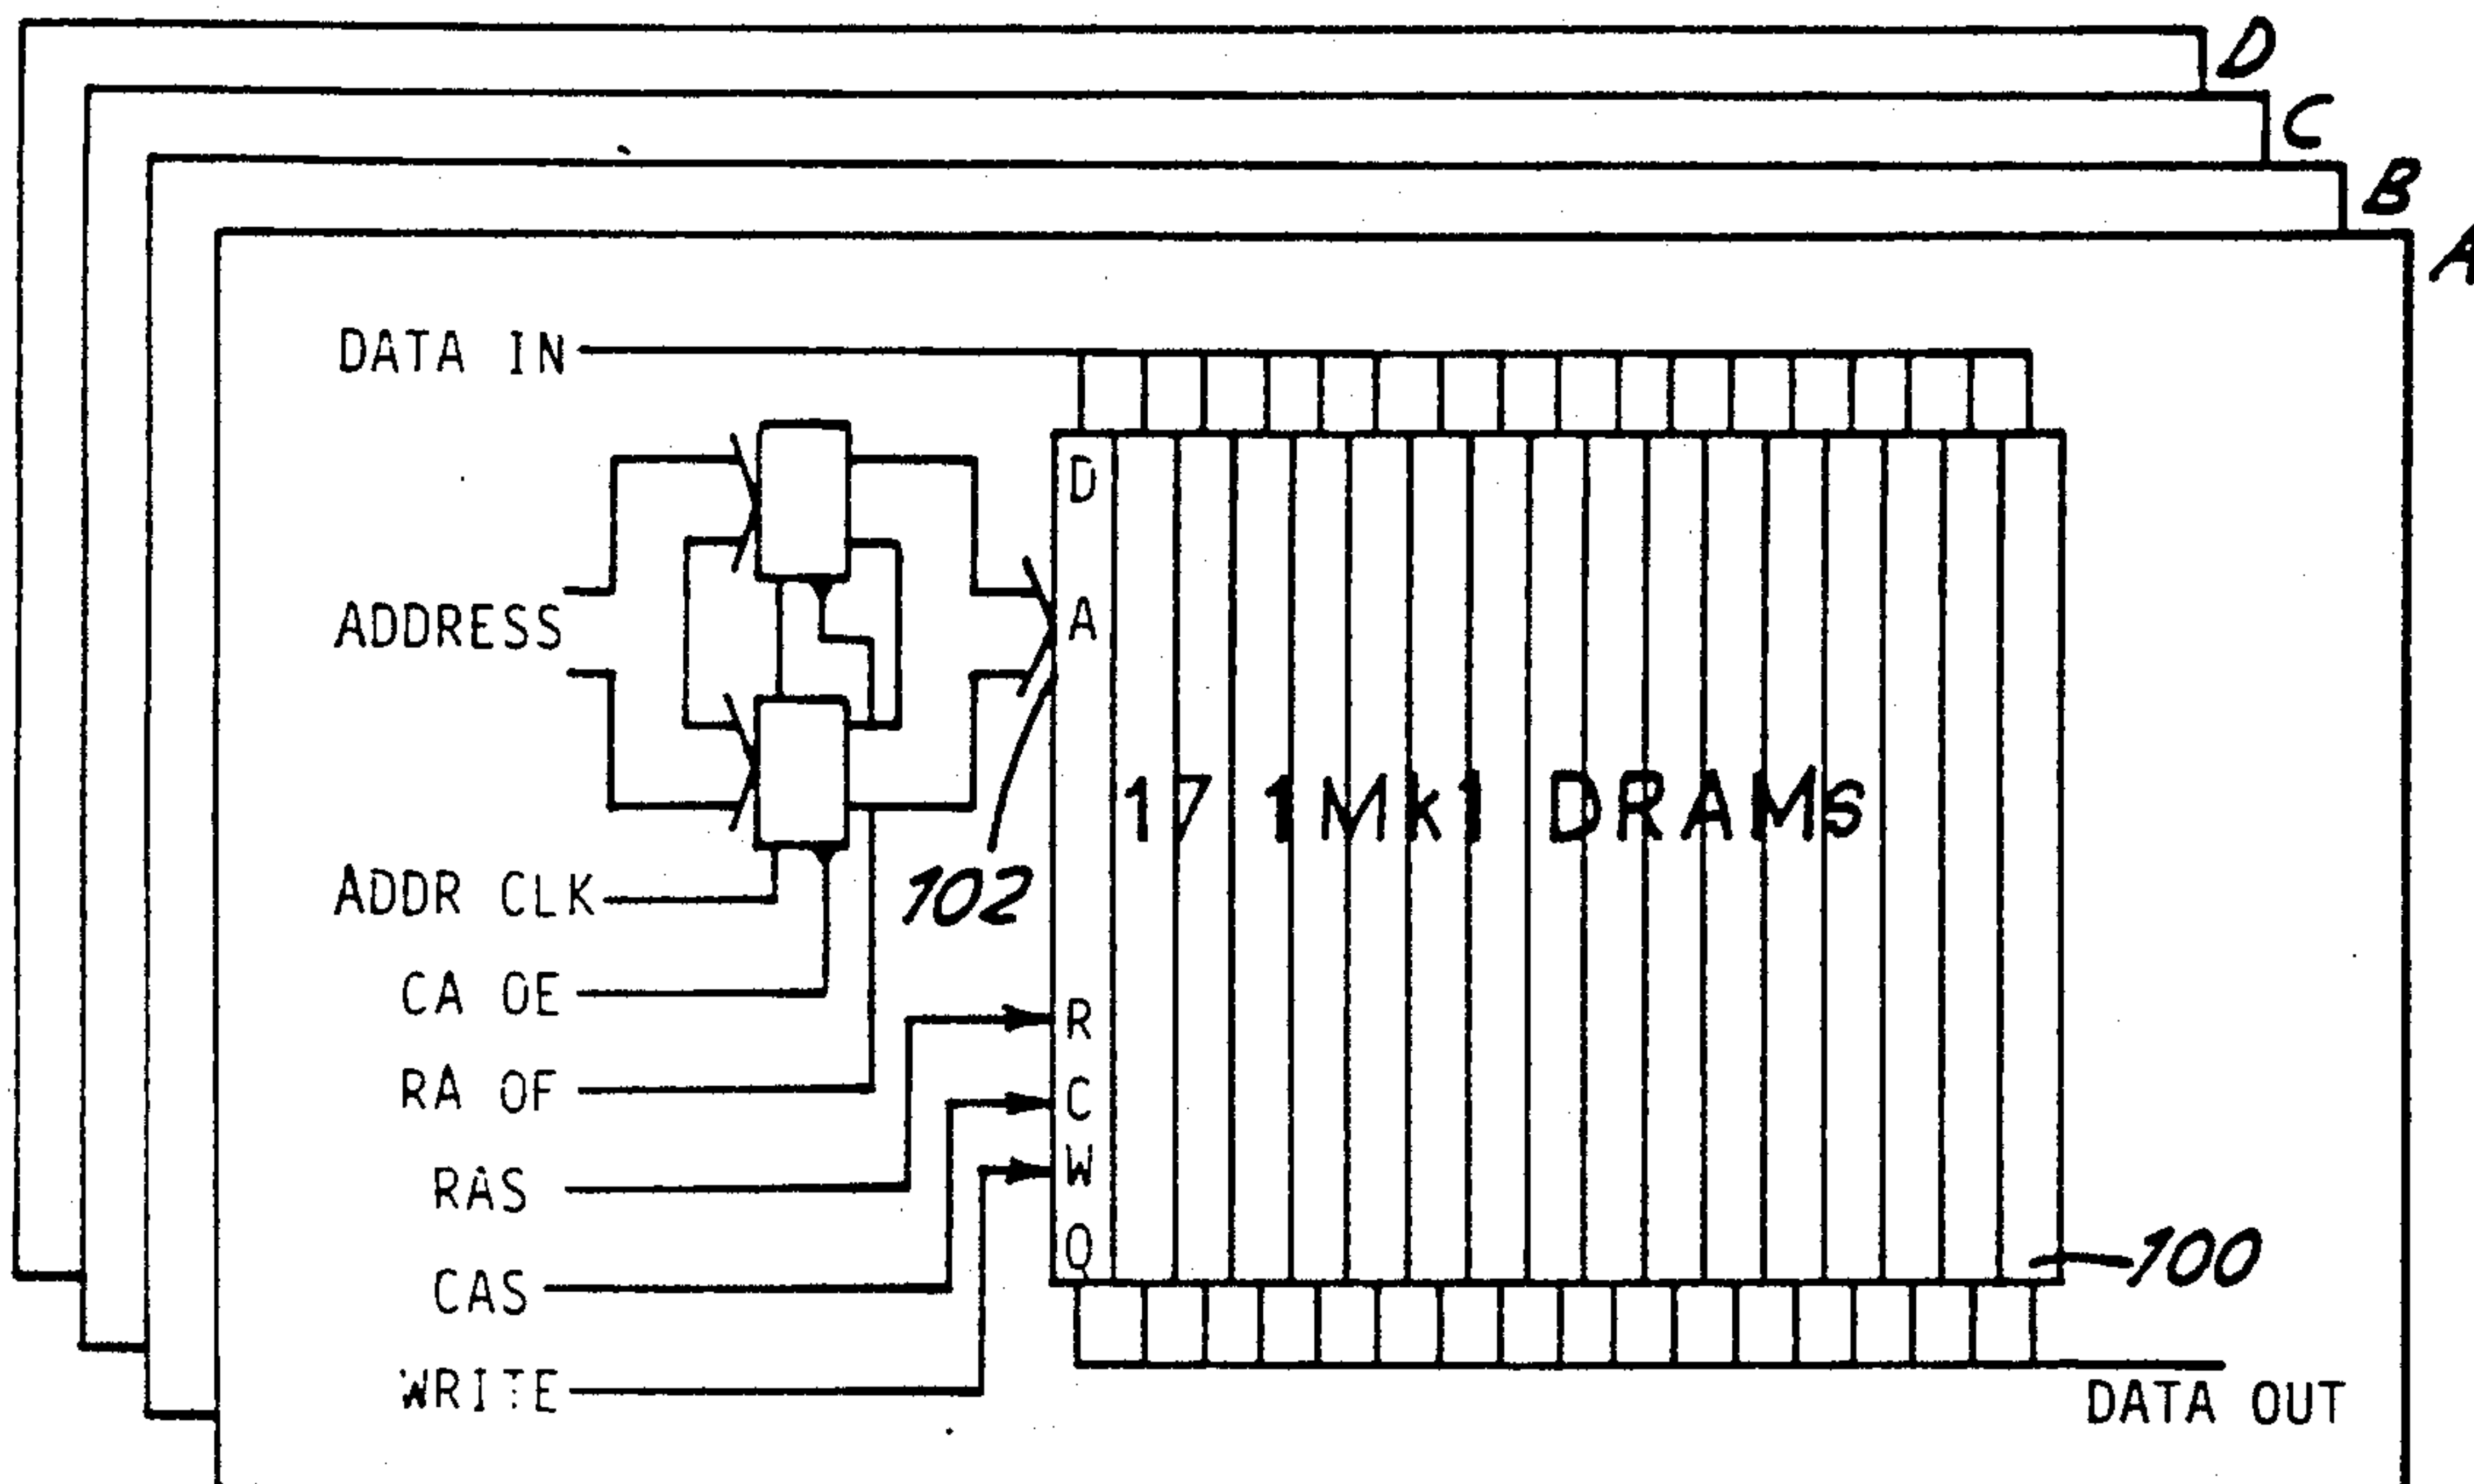 D
C
B
A
DATA IN
D
ADDRESS
A
17 1Mk1 DRAMs
ADDR CLK
102
CA OE
R
RA OF
C
RAS
W
Q
100
CAS
WRITE
DATA OUT